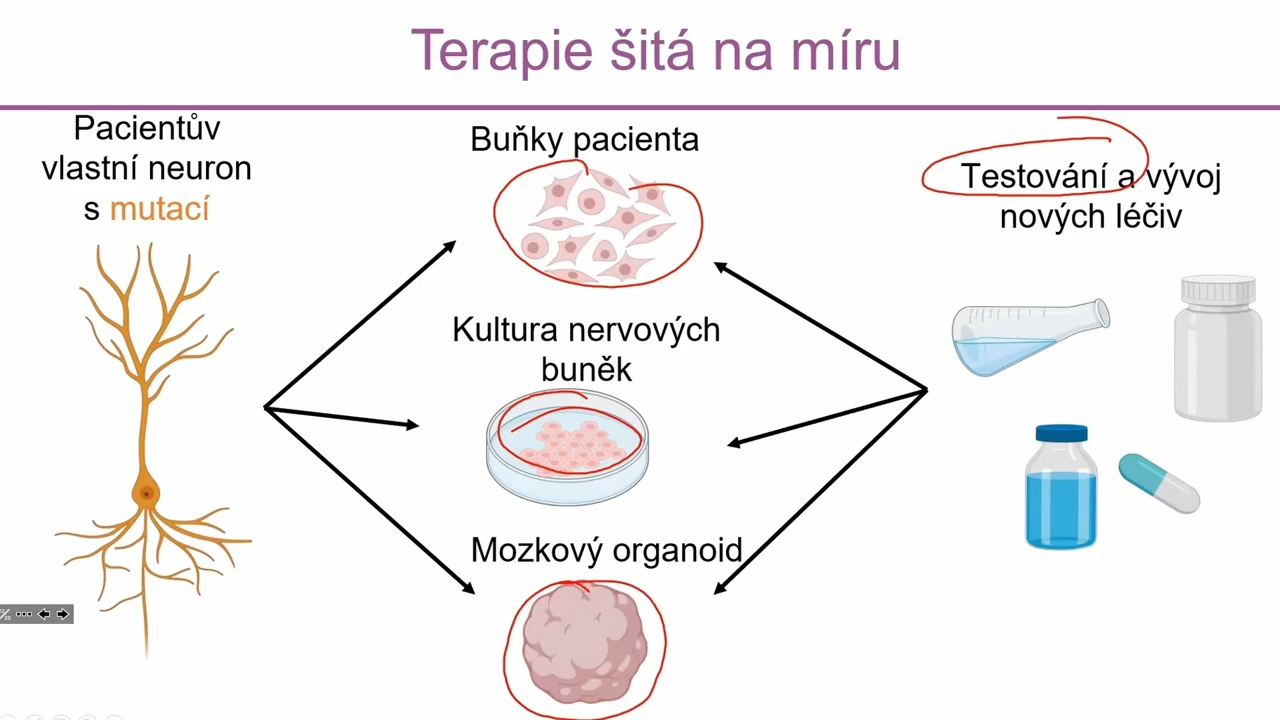 Terapie šitá na míru
Pacientův
vlastní neuron
s mutací
Buňky pacienta
Kultura nervových
buněk
Mozkový organoid
Testování a vývoj
nových léčiv